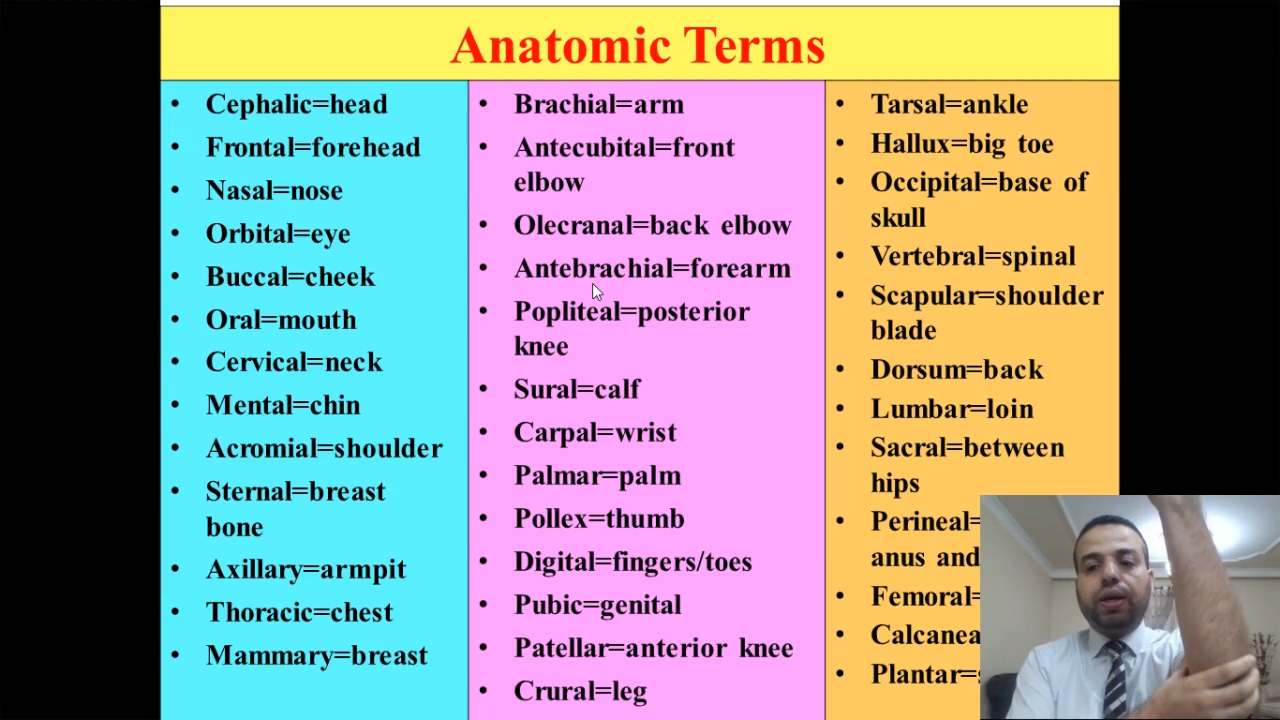 Anatomic Terms
• Cephalic=head
• Frontal=forehead
• Nasal=nose
• Orbital=eye
• Buccal=cheek
• Oral=mouth
• Cervical=neck
• Mental=chin
• Acromial=shoulder
• Sternal=breast
bone
• Axillary=armpit
• Thoracic=chest
• Mammary=breast
• Brachial=arm
• Antecubital=front
elbow
• Olecranal=back elbow
• Antebrachial=forearm
• Popliteal=posterior
knee
• Sural=calf
• Carpal=wrist
• Palmar=palm
• Pollex=thumb
• Digital=fingers/toes
• Pubic=genital
• Patellar=anterior knee
• Crural=leg
• Tarsal=ankle
• Hallux=big toe
• Occipital=base of
skull
• Vertebral=spinal
• Scapular=shoulder
blade
• Dorsum=back
• Lumbar=loin
• Sacral=between
hips
• Perineal=
anus and
• Femoral=
• Calcanea
• Plantar=